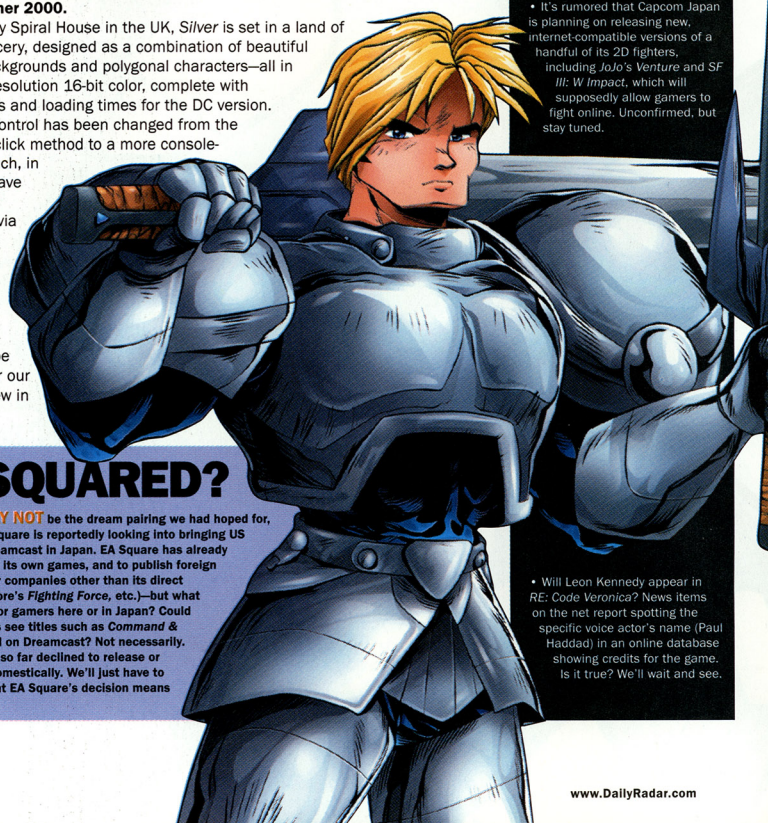 ner 2000.
y Spiral House in the UK, Silver is set in a land of
cery, designed as a combination of beautiful
kgrounds and polygonal characters—all in
esolution 16-bit color, complete with
s and loading times for the DC version.
ontrol has been changed from the
click method to a more console-
ch, in
ave
via
be
r our
w in
• It's rumored that Capcom Japan
is planning on releasing new,
internet-compatible versions of a
handful of its 2D fighters,
including JoJo's Venture and SF
III: W Impact, which will
supposedly allow gamers to
fight online. Unconfirmed, but
stay tuned.
SQUARED?
Y NOT be the dream pairing we had hoped for,
quare is reportedly looking into bringing US
amcast in Japan. EA Square has already
its own games, and to publish foreign
r companies other than its direct
ore's Fighting Force, etc.)—but what
or gamers here or in Japan? Could
s see titles such as Command &
l on Dreamcast? Not necessarily.
so far declined to release or
omestically. We'll just have to
t EA Square's decision means
• Will Leon Kennedy appear in
RE: Code Veronica? News items
on the net report spotting the
specific voice actor's name (Paul
Haddad) in an online database
showing credits for the game.
Is it true? We'll wait and see.
www.DailyRadar.com